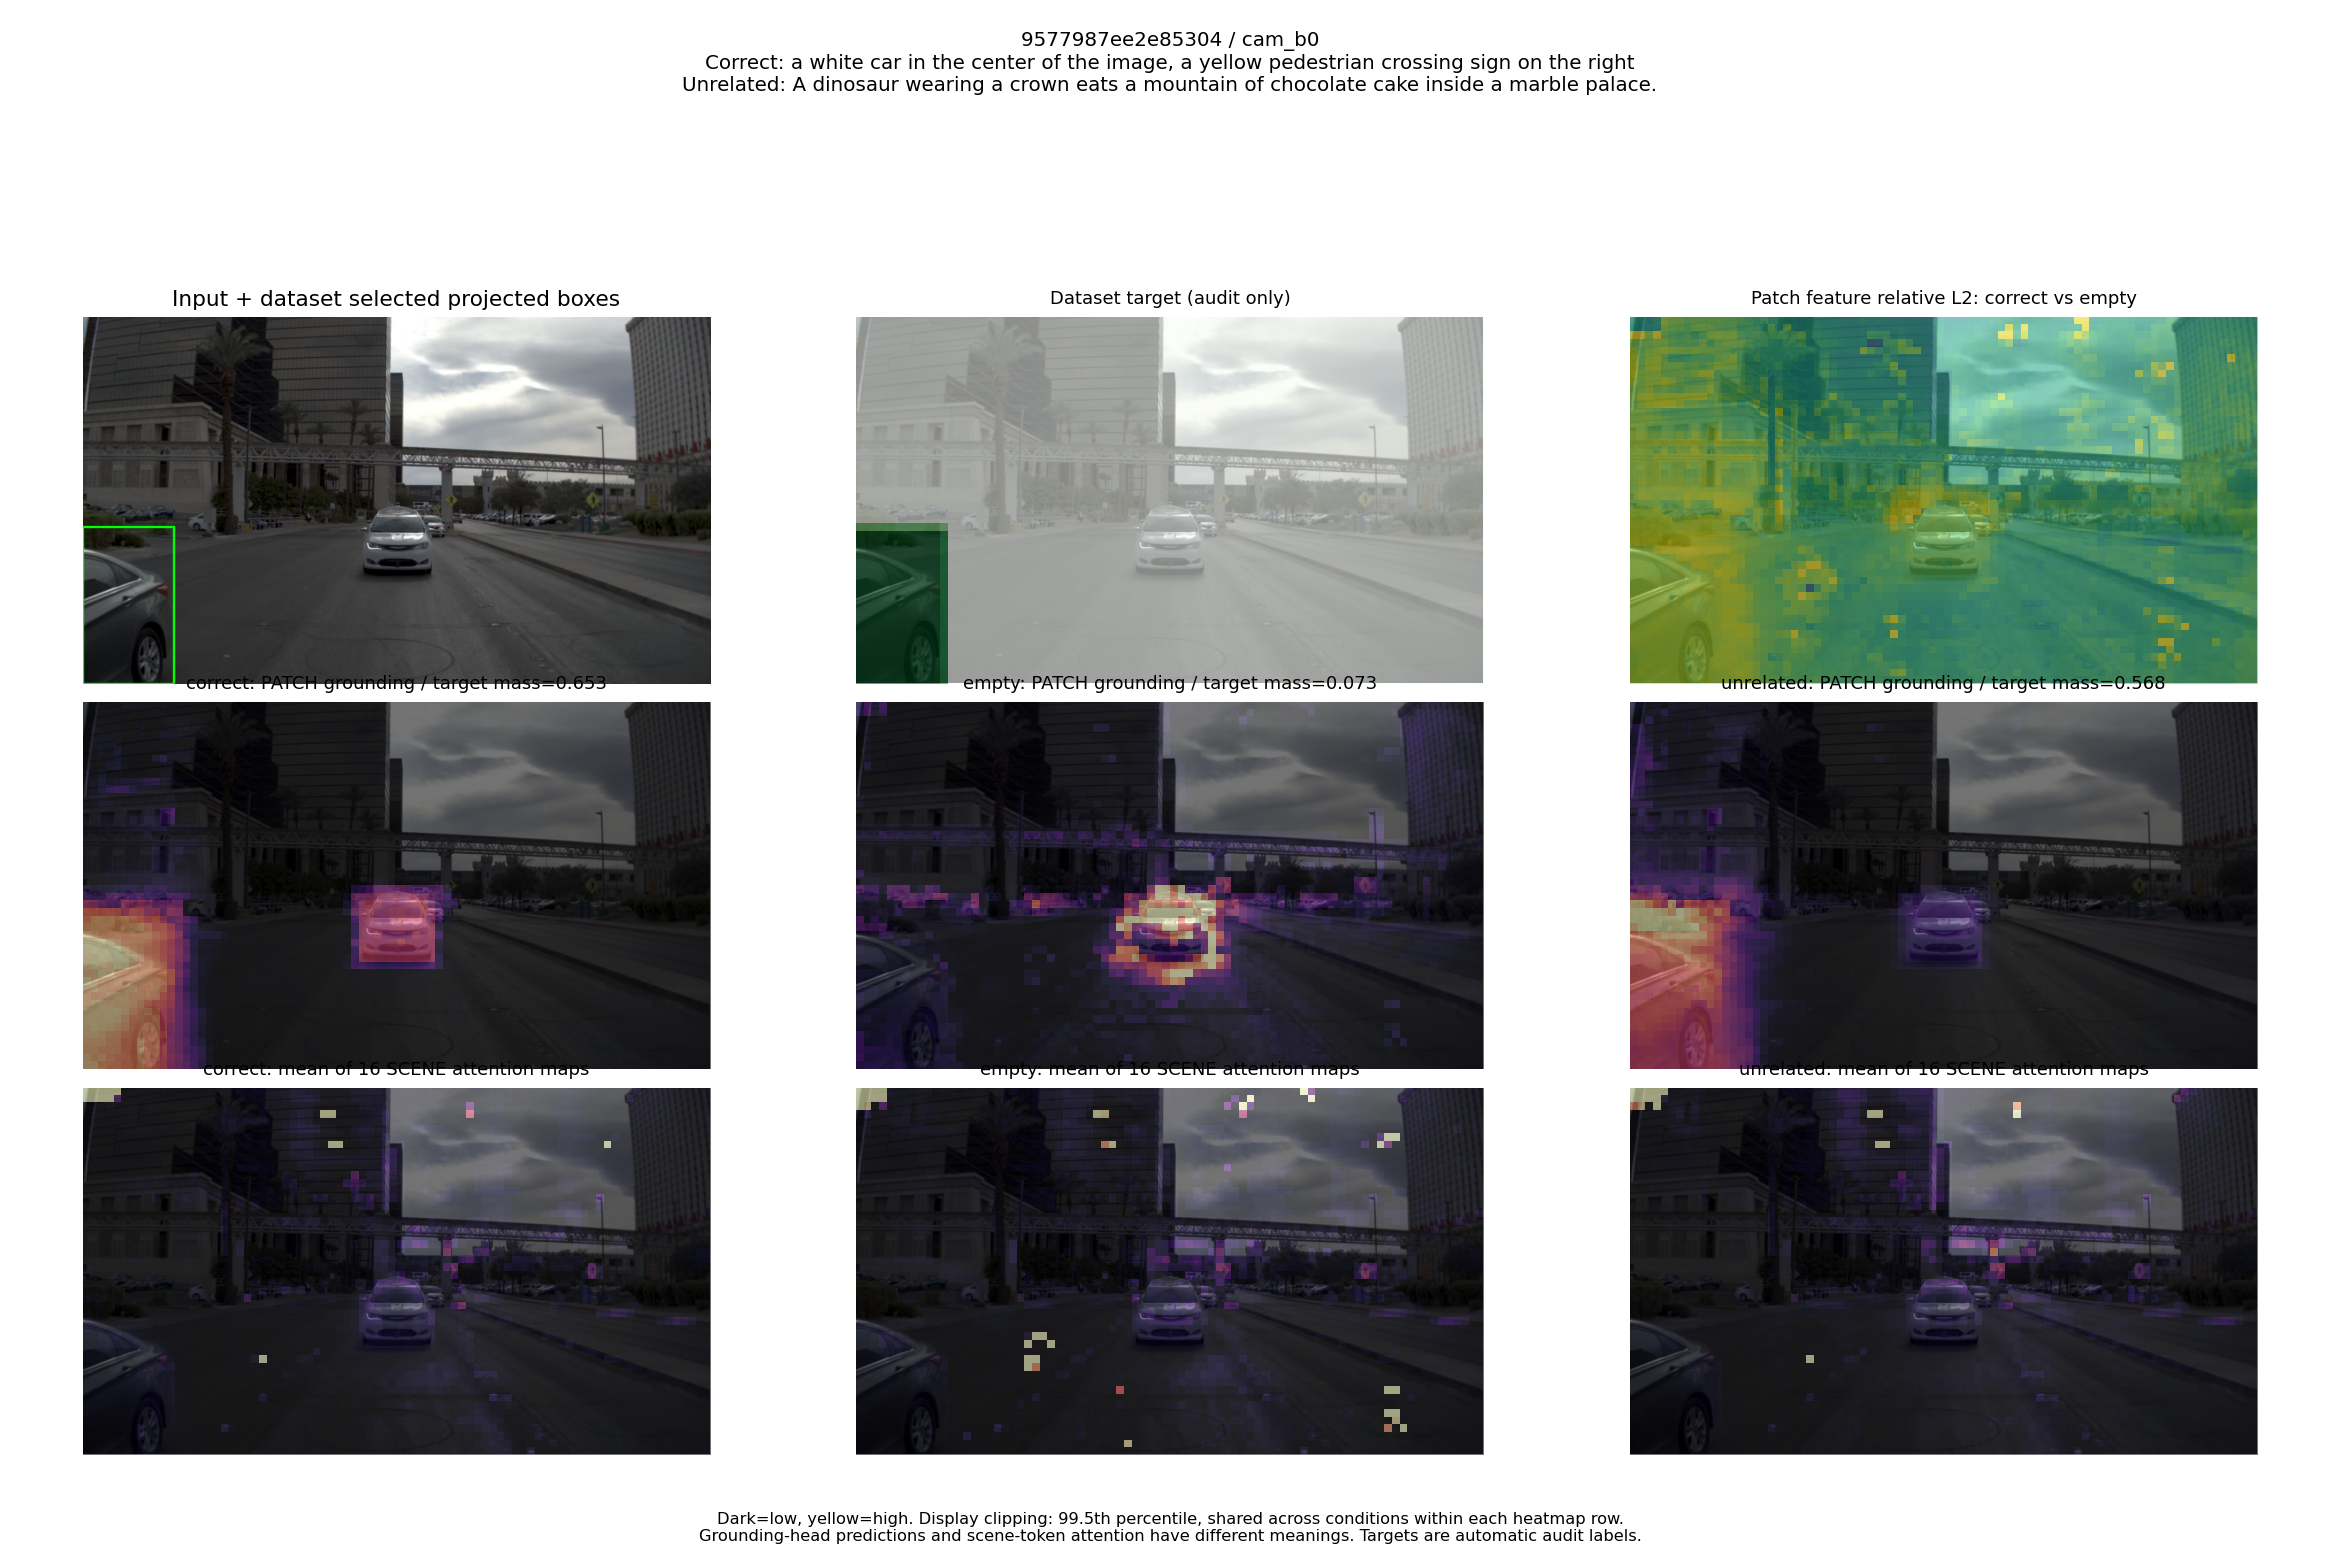 9577987ee2e85304 / cam_b0
Correct: a white car in the center of the image, a yellow pedestrian crossing sign on the right
Unrelated: A dinosaur wearing a crown eats a mountain of chocolate cake inside a marble palace.
Input + dataset selected projected boxes
Dataset target (audit only)
Patch feature relative L2: correct vs empty
correct: PATCH grounding / target mass=0.653
empty: PATCH grounding / target mass=0.073
unrelated: PATCH grounding / target mass=0.568
correct: mean of 16 SCENE attention maps
empty: mean of 16 SCENE attention maps
unrelated: mean of 16 SCENE attention maps
Dark=low, yellow=high. Display clipping: 99.5th percentile, shared across conditions within each heatmap row.
Grounding-head predictions and scene-token attention have different meanings. Targets are automatic audit labels.